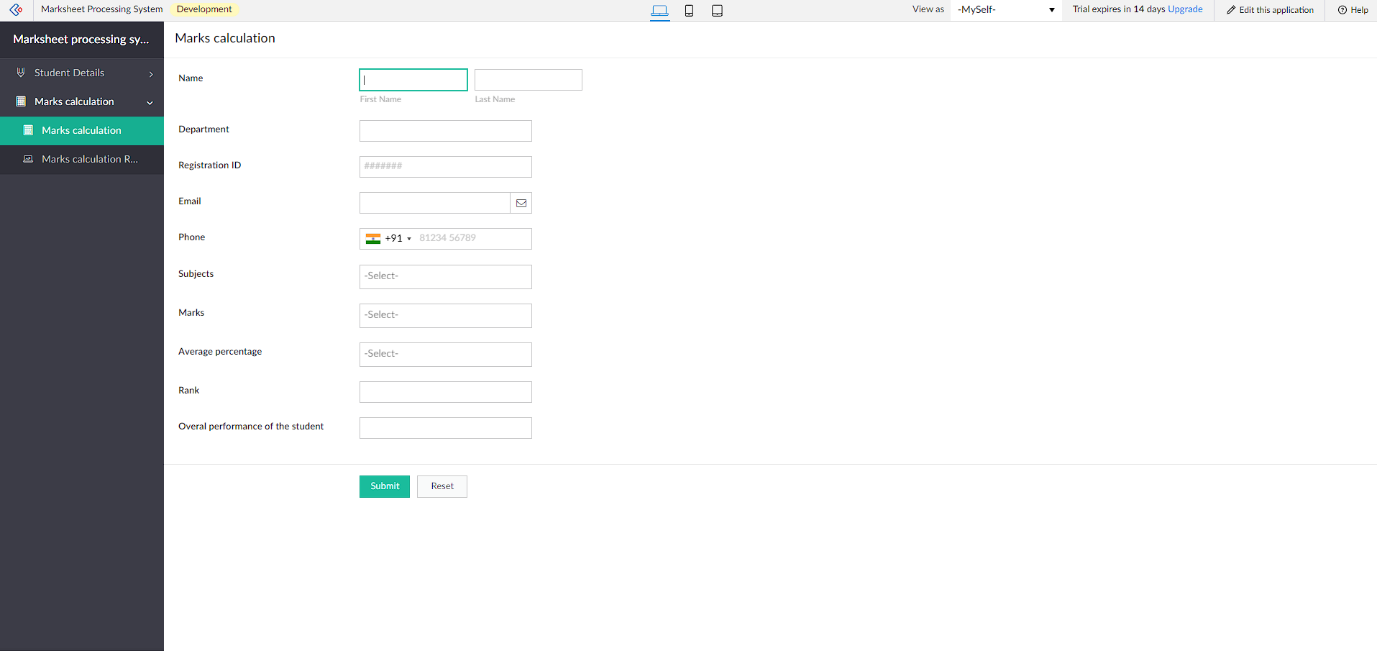 Marksheet Processing System Development View as -MySelf- Trial expires in 14 days Upgrade Edit this application Help
Marksheet processing sy...
Student Details
Marks calculation
Marks calculation
Marks calculation R...
Marks calculation
Name
First Name Last Name
Department
Registration ID #######
Email
Phone +91 81234 56789
Subjects -Select-
Marks -Select-
Average percentage -Select-
Rank
Overal performance of the student
Submit Reset